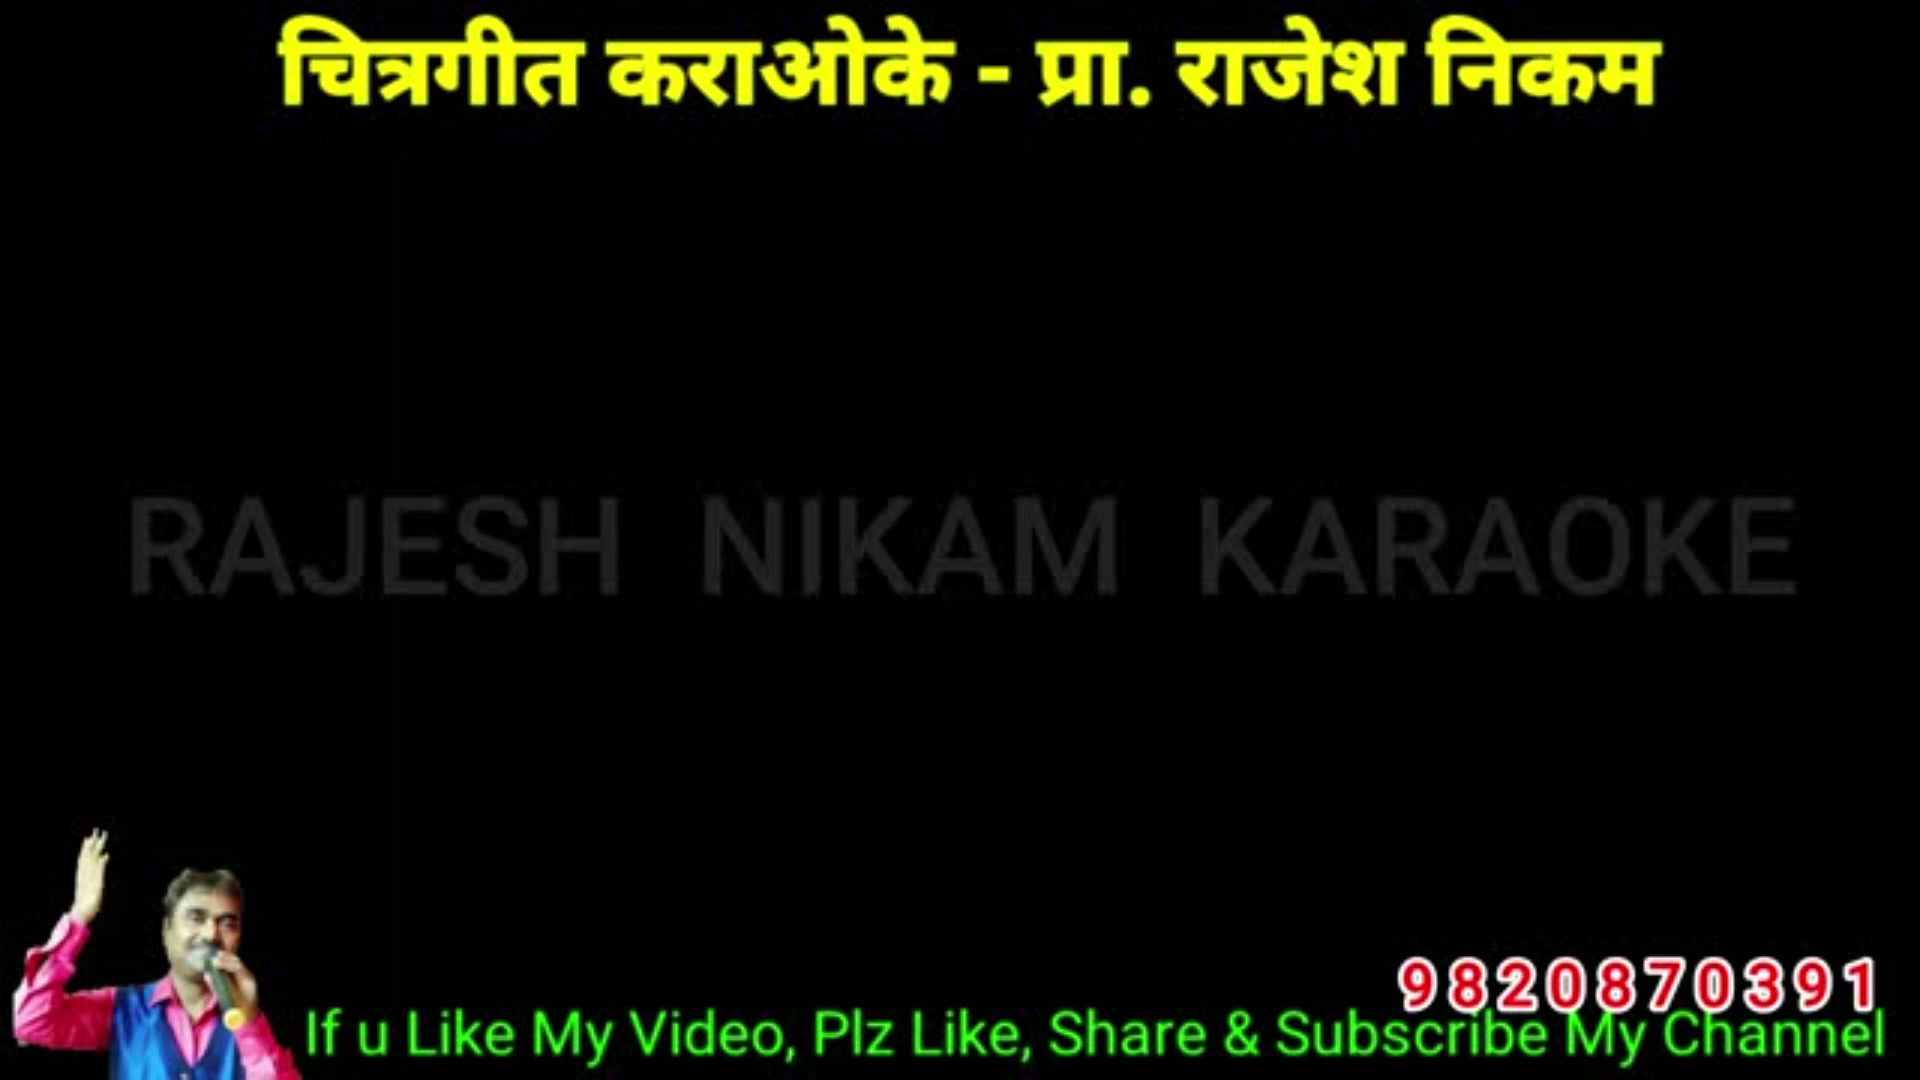 चित्रगीत कराओके - प्रा. राजेश निकम
RAJESH NIKAM KARAOKE
9820870391
If u Like My Video, Plz Like, Share & Subscribe My Channel